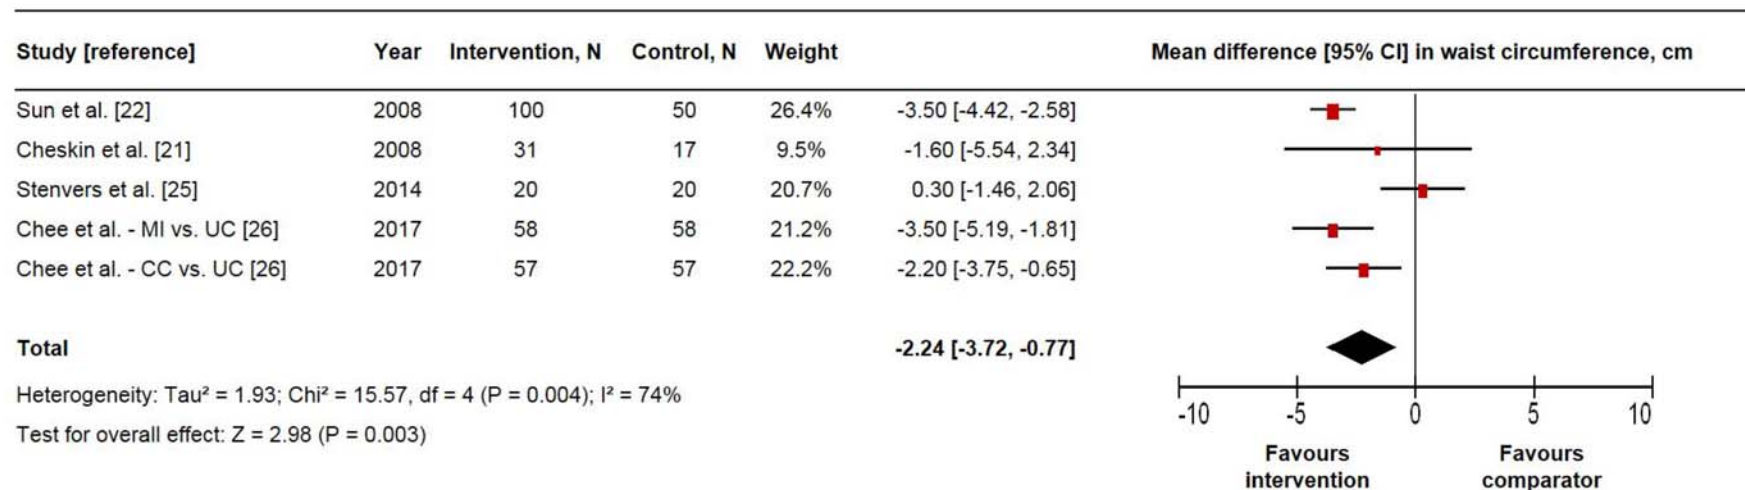 Study [reference] Year Intervention, N Control, N Weight Mean difference [95% CI] in waist circumference, cm
Sun et al. [22] 2008 100 50 26.4% -3.50 [-4.42, -2.58]
Cheskin et al. [21] 2008 31 17 9.5% -1.60 [-5.54, 2.34]
Stenvers et al. [25] 2014 20 20 20.7% 0.30 [-1.46, 2.06]
Chee et al. - MI vs. UC [26] 2017 58 58 21.2% -3.50 [-5.19, -1.81]
Chee et al. - CC vs. UC [26] 2017 57 57 22.2% -2.20 [-3.75, -0.65]
Total -2.24 [-3.72, -0.77]
Heterogeneity: Tau² = 1.93; Chi² = 15.57, df = 4 (P = 0.004); I² = 74%
Test for overall effect: Z = 2.98 (P = 0.003)
-10 -5 0 5 10
Favours intervention
Favours comparator